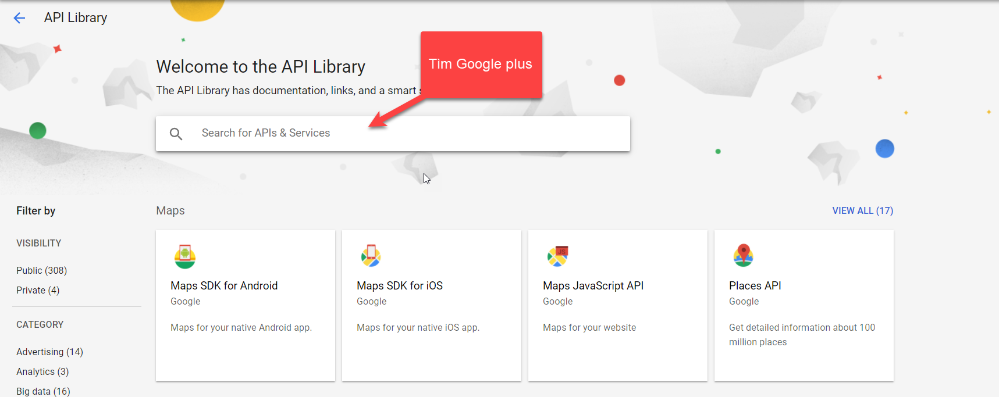 API Library
Welcome to the API Library
The API Library has documentation, links, and a smart
Tìm Google plus
Search for APIs & Services
Filter by
VISIBILITY
Public (308)
Private (4)
CATEGORY
Advertising (14)
Analytics (3)
Big data (16)
Maps
VIEW ALL (17)
Maps SDK for Android
Google
Maps for your native Android app.
Maps SDK for iOS
Google
Maps for your native iOS app.
JS
Maps JavaScript API
Google
Maps for your website
Places API
Google
Get detailed information about 100
million places